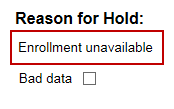 Reason for Hold:
Enrollment unavailable
Bad data